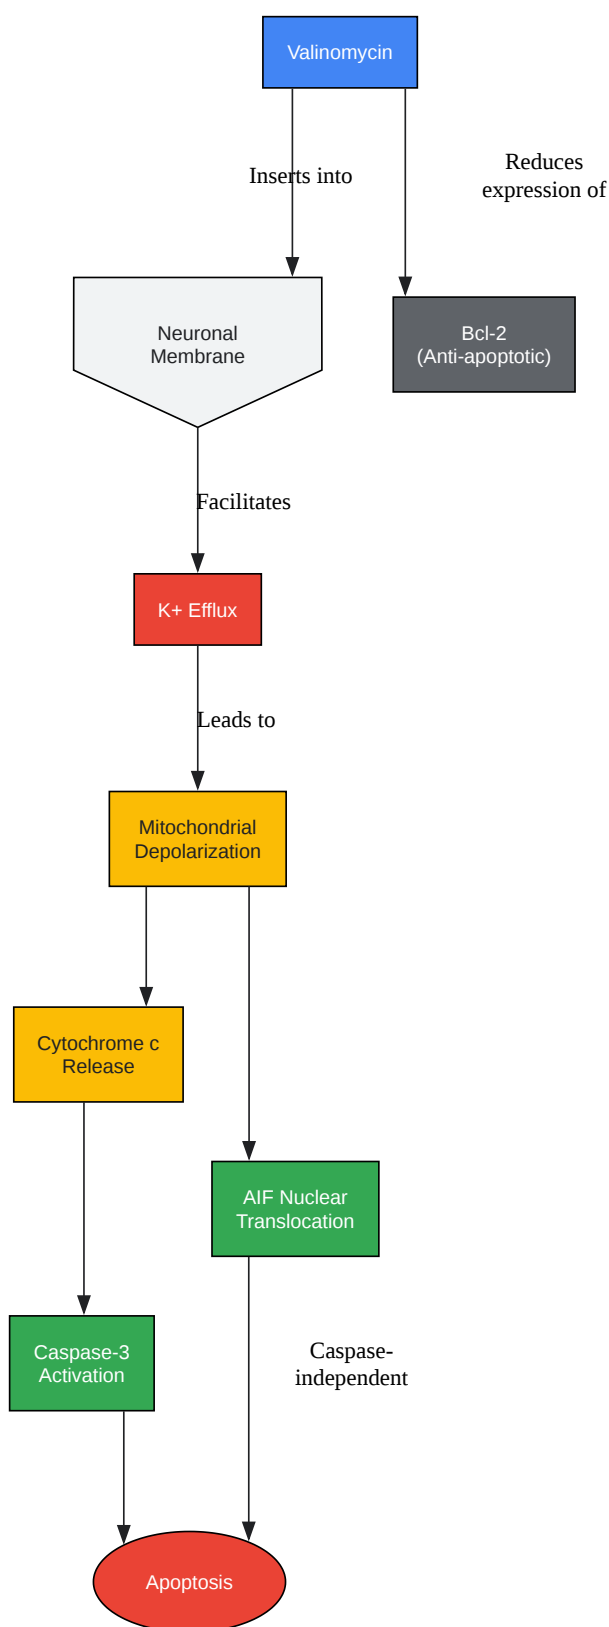 Valinomycin
Inserts into
Reduces
expression of
Neuronal
Membrane
Bcl-2
(Anti-apoptotic)
Facilitates
K+ Efflux
Leads to
Mitochondrial
Depolarization
Cytochrome c
Release
AIF Nuclear
Translocation
Caspase-3
Activation
Caspase-
independent
Apoptosis